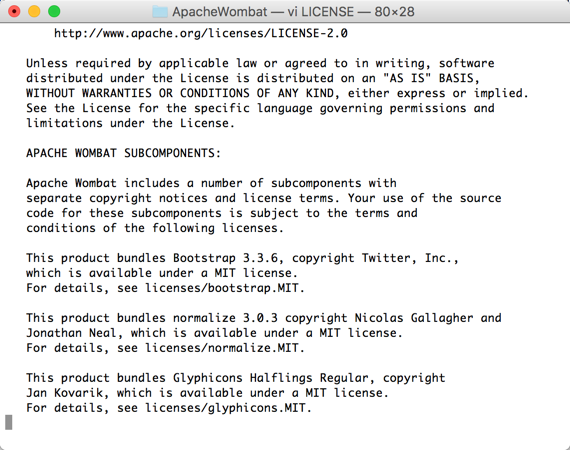 ApacheWombat — vi LICENSE — 80×28
http://www.apache.org/licenses/LICENSE-2.0
Unless required by applicable law or agreed to in writing, software
distributed under the License is distributed on an "AS IS" BASIS,
WITHOUT WARRANTIES OR CONDITIONS OF ANY KIND, either express or implied.
See the License for the specific language governing permissions and
limitations under the License.
APACHE WOMBAT SUBCOMPONENTS:
Apache Wombat includes a number of subcomponents with
separate copyright notices and license terms. Your use of the source
code for these subcomponents is subject to the terms and
conditions of the following licenses.
This product bundles Bootstrap 3.3.6, copyright Twitter, Inc.,
which is available under a MIT license.
For details, see licenses/bootstrap.MIT.
This product bundles normalize 3.0.3 copyright Nicolas Gallagher and
Jonathan Neal, which is available under a MIT license.
For details, see licenses/normalize.MIT.
This product bundles Glyphicons Halflings Regular, copyright
Jan Kovarik, which is available under a MIT license.
For details, see licenses/glyphicons.MIT.